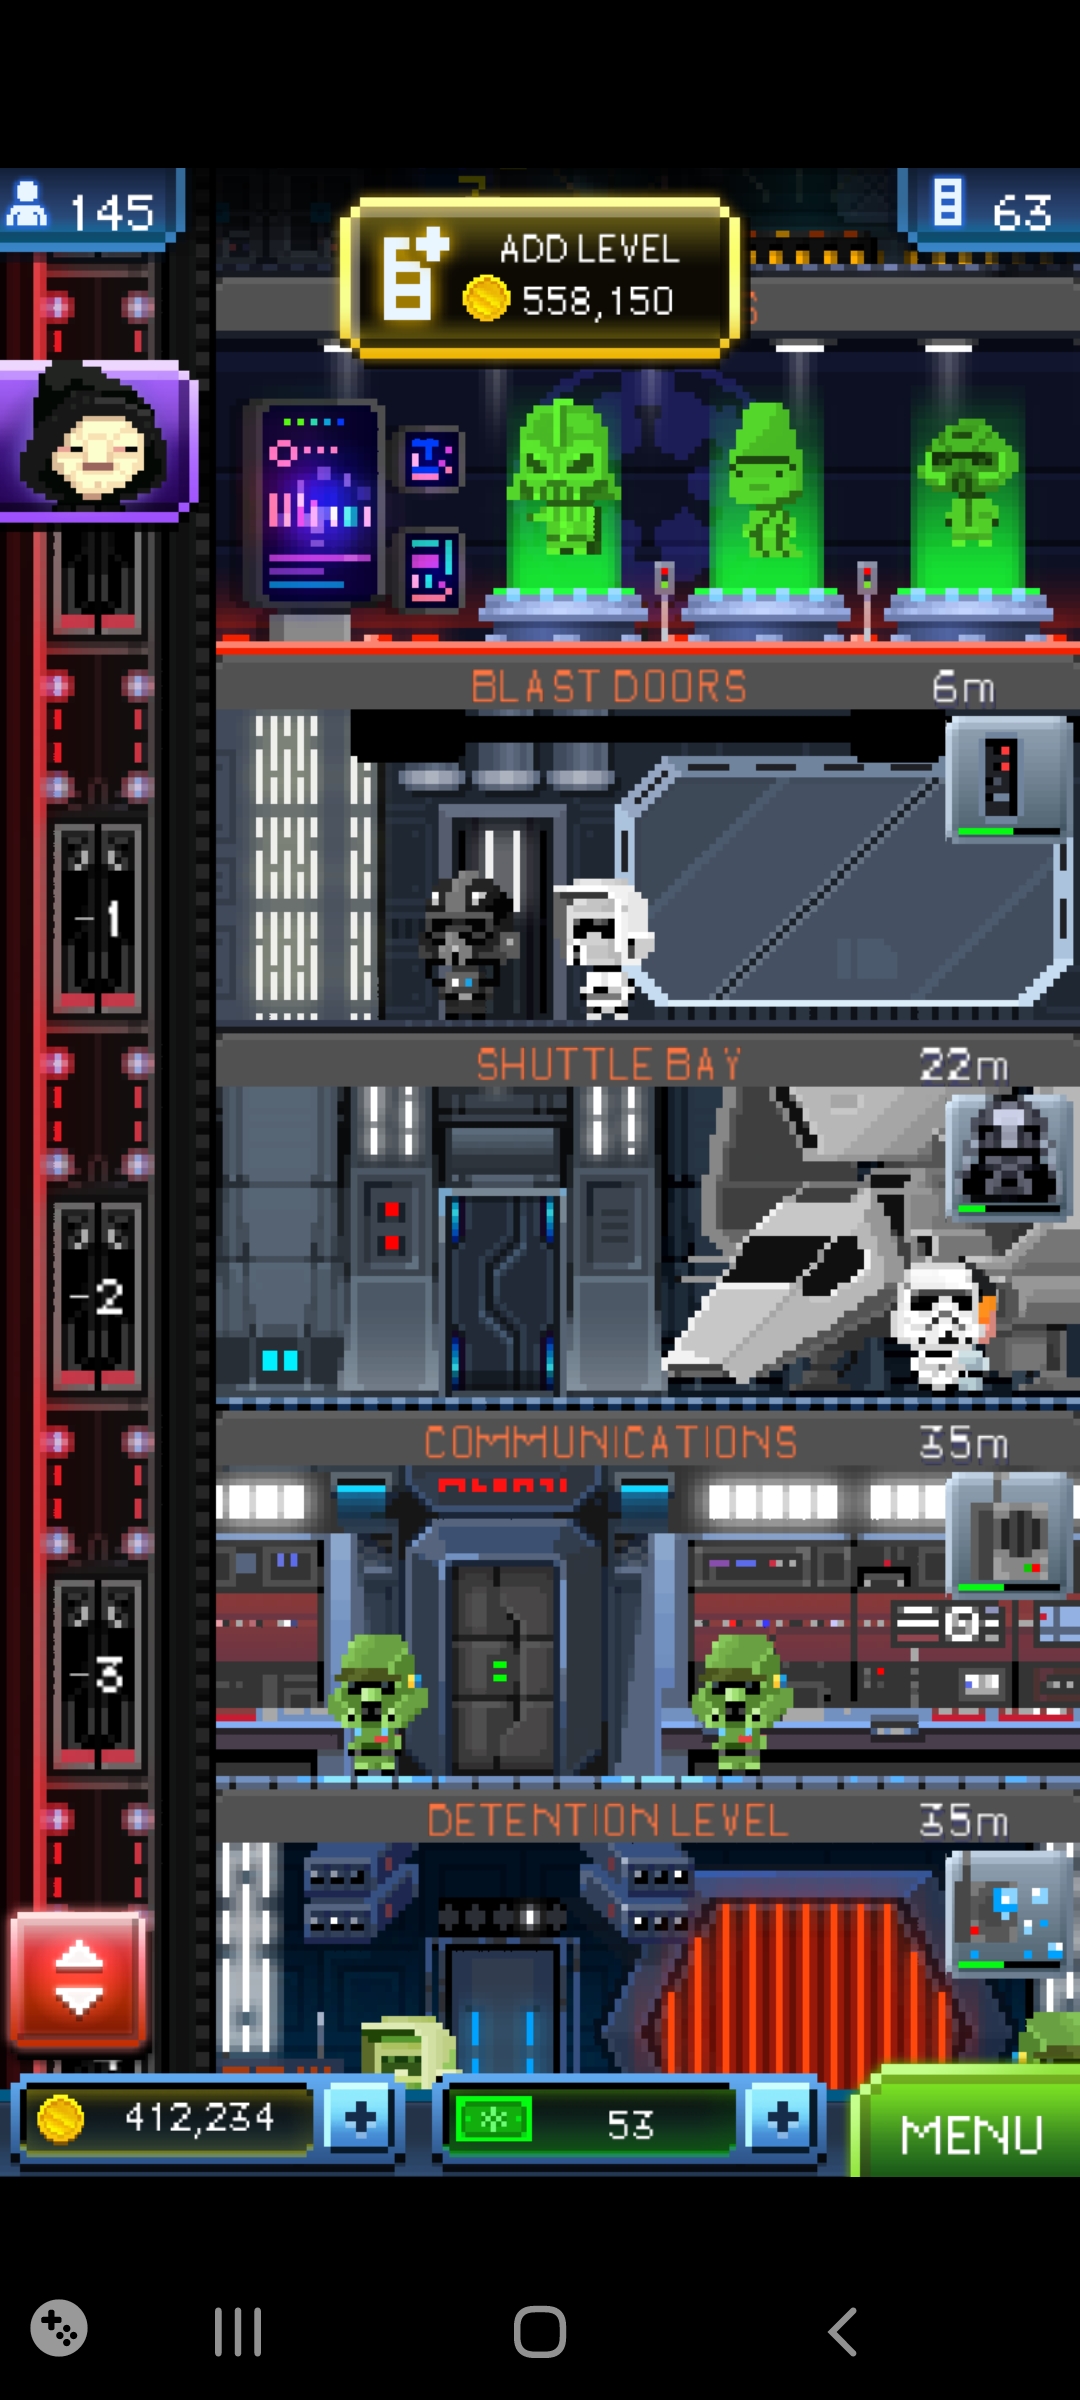 145
ADD LEVEL
558,150
63
S
BLAST DOORS 6m
-1
SHUTTLE BAY 22m
-2
COMMUNICATIONS 35m
-3
DETENTION LEVEL 35m
412,234
53
MENU